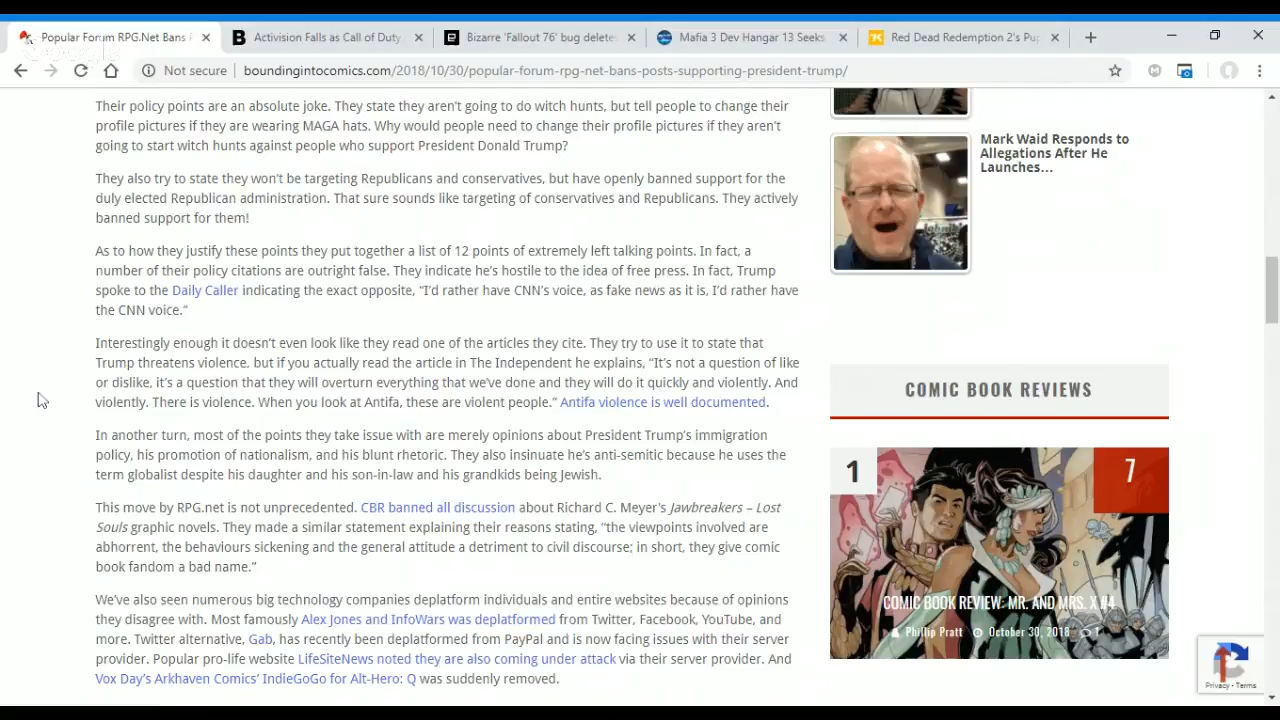 Popular Forum RPG.Net Bans
Activision Falls as Call of Duty
Bizarre 'Fallout 76' bug deletes
Mafia 3 Dev Hangar 13 Seeks
Red Dead Redemption 2's Pu
Not secure
boundingintocomics.com/2018/10/30/popular-forum-rpg-net-bans-posts-supporting-president-trump/
Their policy points are an absolute joke. They state they aren't going to do witch hunts, but tell people to change their
profile pictures if they are wearing MAGA hats. Why would people need to change their profile pictures if they aren't
going to start witch hunts against people who support President Donald Trump?
They also try to state they won't be targeting Republicans and conservatives, but have openly banned support for the
duly elected Republican administration. That sure sounds like targeting of conservatives and Republicans. They actively
banned support for them!
As to how they justify these points they put together a list of 12 points of extremely left talking points. In fact, a
number of their policy citations are outright false. They indicate he's hostile to the idea of free press. In fact, Trump
spoke to the Daily Caller indicating the exact opposite, "I'd rather have CNN's voice, as fake news as it is, I'd rather have
the CNN voice."
Interestingly enough it doesn't even look like they read one of the articles they cite. They try to use it to state that
Trump threatens violence, but if you actually read the article in The Independent he explains, "It's not a question of like
or dislike, it's a question that they will overturn everything that we've done and they will do it quickly and violently. And
violently. There is violence. When you look at Antifa, these are violent people." Antifa violence is well documented.
In another turn, most of the points they take issue with are merely opinions about President Trump's immigration
policy, his promotion of nationalism, and his blunt rhetoric. They also insinuate he's anti-semitic because he uses the
term globalist despite his daughter and his son-in-law and his grandkids being Jewish.
This move by RPG.net is not unprecedented. CBR banned all discussion about Richard C. Meyer's Jawbreakers – Lost
Souls graphic novels. They made a similar statement explaining their reasons stating, "the viewpoints involved are
abhorrent, the behaviours sickening and the general attitude a detriment to civil discourse; in short, they give comic
book fandom a bad name."
We've also seen numerous big technology companies deplatform individuals and entire websites because of opinions
they disagree with. Most famously Alex Jones and InfoWars was deplatformed from Twitter, Facebook, YouTube, and
more. Twitter alternative, Gab, has recently been deplatformed from PayPal and is now facing issues with their server
provider. Popular pro-life website LifeSiteNews noted they are also coming under attack via their server provider. And
Vox Day's Arkhaven Comics' IndieGoGo for Alt-Hero: Q was suddenly removed.
Mark Waid Responds to
Allegations After He
Launches...
COMIC BOOK REVIEWS
1
7
COMIC BOOK REVIEW: MR. AND MRS. X #4
Phillip Pratt October 30, 2018 1
Privacy - Terms